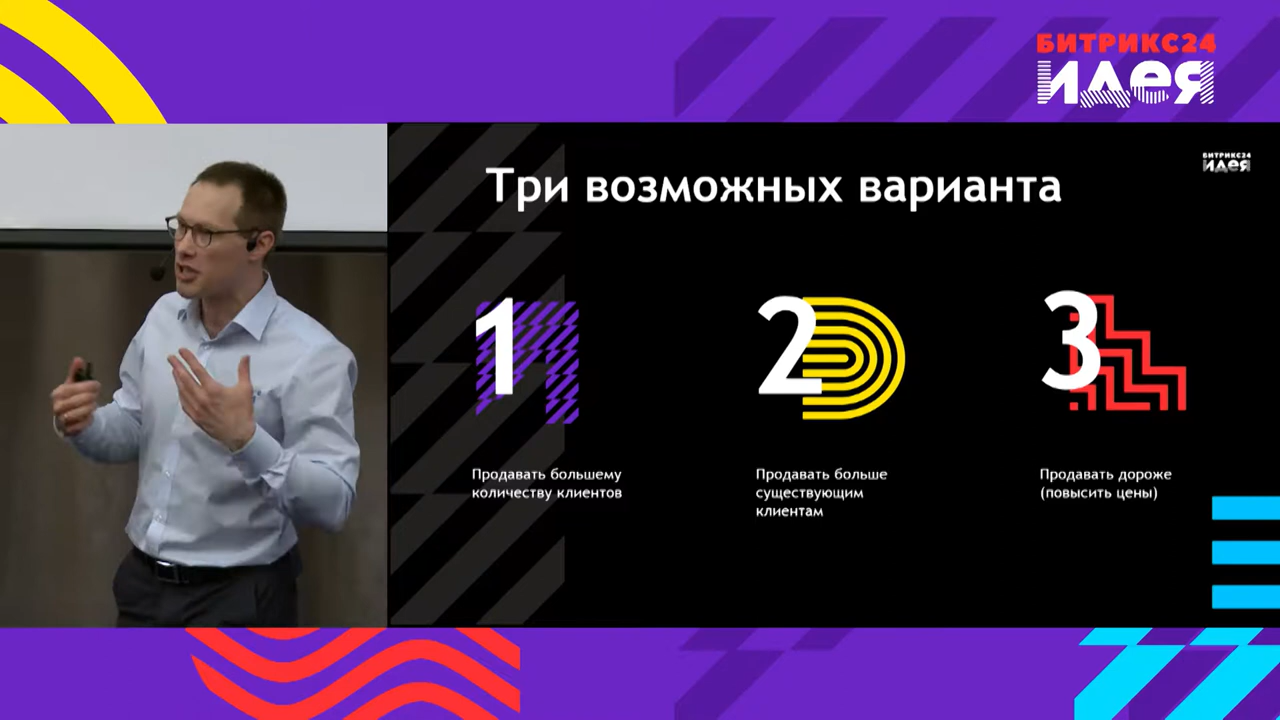 БИТРИКС24
идея
БИТРИКС24
идея
Три возможных варианта
1
2
3
Продавать большему
количеству клиентов
Продавать больше
существующим
клиентам
Продавать дороже
(повысить цены)